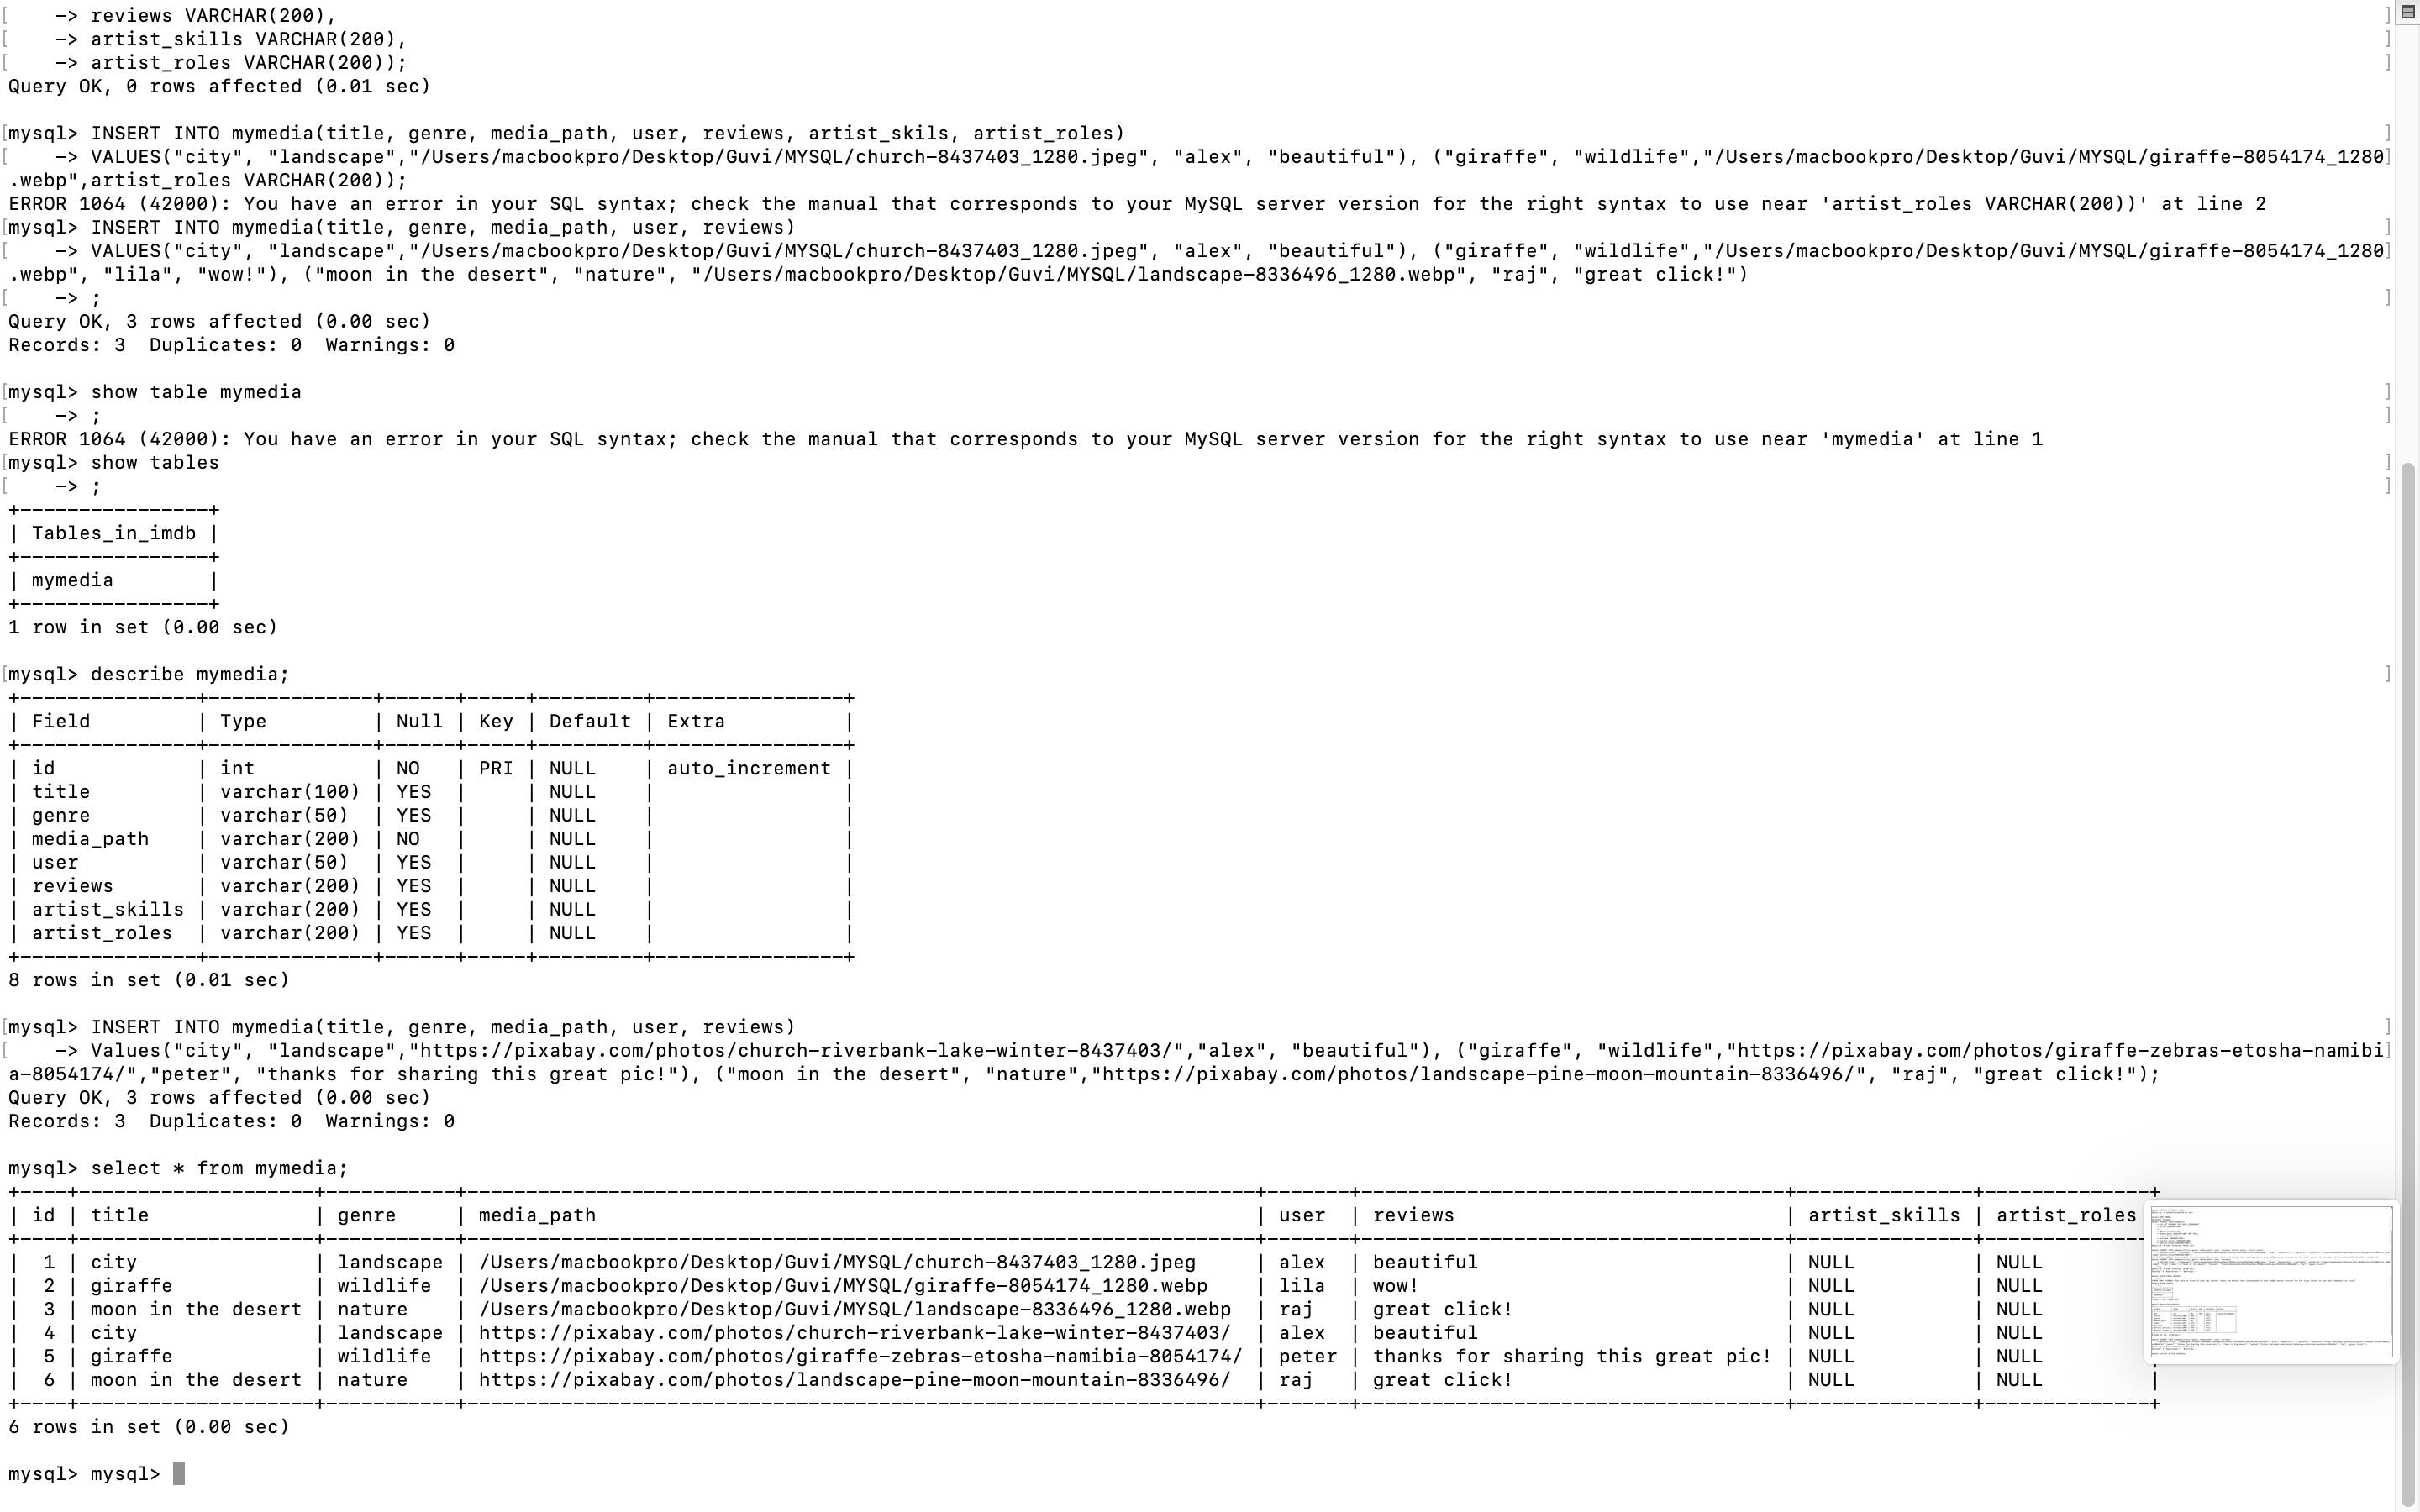 [    -> reviews VARCHAR(200),                                                ]
[    -> artist_skills VARCHAR(200),                                          ]
[    -> artist_roles VARCHAR(200));                                          ]
Query OK, 0 rows affected (0.01 sec)

[mysql> INSERT INTO mymedia(title, genre, media_path, user, reviews, artist_skils, artist_roles) ]
[    -> VALUES("city", "landscape","/Users/macbookpro/Desktop/Guvi/MYSQL/church-8437403_1280.jpeg", "alex", "beautiful"), ("giraffe", "wildlife","/Users/macbookpro/Desktop/Guvi/MYSQL/giraffe-8054174_1280]
.webp",artist_roles VARCHAR(200));
ERROR 1064 (42000): You have an error in your SQL syntax; check the manual that corresponds to your MySQL server version for the right syntax to use near 'artist_roles VARCHAR(200))' at line 2
[mysql> INSERT INTO mymedia(title, genre, media_path, user, reviews) ]
[    -> VALUES("city", "landscape","/Users/macbookpro/Desktop/Guvi/MYSQL/church-8437403_1280.jpeg", "alex", "beautiful"), ("giraffe", "wildlife","/Users/macbookpro/Desktop/Guvi/MYSQL/giraffe-8054174_1280]
.webp", "lila", "wow!"), ("moon in the desert", "nature", "/Users/macbookpro/Desktop/Guvi/MYSQL/landscape-8336496_1280.webp", "raj", "great click!")
[    -> ; ]
Query OK, 3 rows affected (0.00 sec)
Records: 3  Duplicates: 0  Warnings: 0

[mysql> show table mymedia ]
[    -> ; ]
ERROR 1064 (42000): You have an error in your SQL syntax; check the manual that corresponds to your MySQL server version for the right syntax to use near 'mymedia' at line 1
[mysql> show tables ]
[    -> ; ]
+----------------+
| Tables_in_imdb |
+----------------+
| mymedia        |
+----------------+
1 row in set (0.00 sec)

[mysql> describe mymedia; ]
+---------------+--------------+------+-----+---------+----------------+
| Field         | Type         | Null | Key | Default | Extra          |
+---------------+--------------+------+-----+---------+----------------+
| id            | int          | NO   | PRI | NULL    | auto_increment |
| title         | varchar(100) | YES  |     | NULL    |                |
| genre         | varchar(50)  | YES  |     | NULL    |                |
| media_path    | varchar(200) | NO   |     | NULL    |                |
| user          | varchar(50)  | YES  |     | NULL    |                |
| reviews       | varchar(200) | YES  |     | NULL    |                |
| artist_skills | varchar(200) | YES  |     | NULL    |                |
| artist_roles  | varchar(200) | YES  |     | NULL    |                |
+---------------+--------------+------+-----+---------+----------------+
8 rows in set (0.01 sec)

[mysql> INSERT INTO mymedia(title, genre, media_path, user, reviews) ]
[    -> Values("city", "landscape","https://pixabay.com/photos/church-riverbank-lake-winter-8437403/","alex", "beautiful"), ("giraffe", "wildlife","https://pixabay.com/photos/giraffe-zebras-etosha-namibi]
a-8054174/","peter", "thanks for sharing this great pic!"), ("moon in the desert", "nature","https://pixabay.com/photos/landscape-pine-moon-mountain-8336496/", "raj", "great click!");
Query OK, 3 rows affected (0.00 sec)
Records: 3  Duplicates: 0  Warnings: 0

mysql> select * from mymedia;
+----+--------------------+-----------+-------------------------------------------------------------------+-------+------------------------------------+---------------+--------------+
| id | title              | genre     | media_path                                                        | user  | reviews                            | artist_skills | artist_roles
+----+--------------------+-----------+-------------------------------------------------------------------+-------+------------------------------------+---------------+--------------
|  1 | city               | landscape | /Users/macbookpro/Desktop/Guvi/MYSQL/church-8437403_1280.jpeg     | alex  | beautiful                          | NULL          | NULL
|  2 | giraffe            | wildlife  | /Users/macbookpro/Desktop/Guvi/MYSQL/giraffe-8054174_1280.webp    | lila  | wow!                               | NULL          | NULL
|  3 | moon in the desert | nature    | /Users/macbookpro/Desktop/Guvi/MYSQL/landscape-8336496_1280.webp  | raj   | great click!                       | NULL          | NULL
|  4 | city               | landscape | https://pixabay.com/photos/church-riverbank-lake-winter-8437403/  | alex  | beautiful                          | NULL          | NULL
|  5 | giraffe            | wildlife  | https://pixabay.com/photos/giraffe-zebras-etosha-namibia-8054174/ | peter | thanks for sharing this great pic! | NULL          | NULL
|  6 | moon in the desert | nature    | https://pixabay.com/photos/landscape-pine-moon-mountain-8336496/  | raj   | great click!                       | NULL          | NULL         |
+----+--------------------+-----------+-------------------------------------------------------------------+-------+------------------------------------+---------------+--------------+
6 rows in set (0.00 sec)

mysql> mysql>